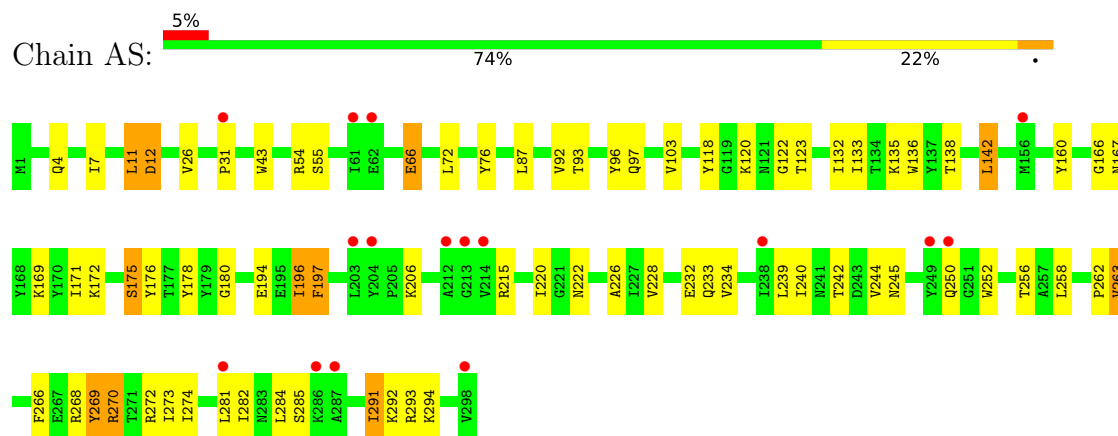 5%
Chain AS:
74% 22% •
M1 Q4 I7 L11 D12 V26 P31 W43 R54 S55 I61 E62 E66 L72 Y76 L87 V92 T93 Y96 Q97 V103 Y118 G119 K120 N121 G122 T123 I132 I133 T134 K135 W136 Y137 T138 L142 M156 Y160 G166 N167
Y168 K169 Y170 I171 K172 S175 Y176 T177 Y178 Y179 G180 E194 E195 I196 F197 L203 Y204 P205 K206 A212 G213 V214 R215 I220 G221 N222 A226 I227 V228 E232 Q233 V234 I238 L239 I240 N241 T242 D243 V244 N245 Y249 Q250 G251 W252 T256 A257 L258 P262 V263
F266 E267 R268 Y269 R270 T271 R272 I273 I274 L281 I282 N283 L284 S285 K286 A287 I291 K292 R293 K294 V298